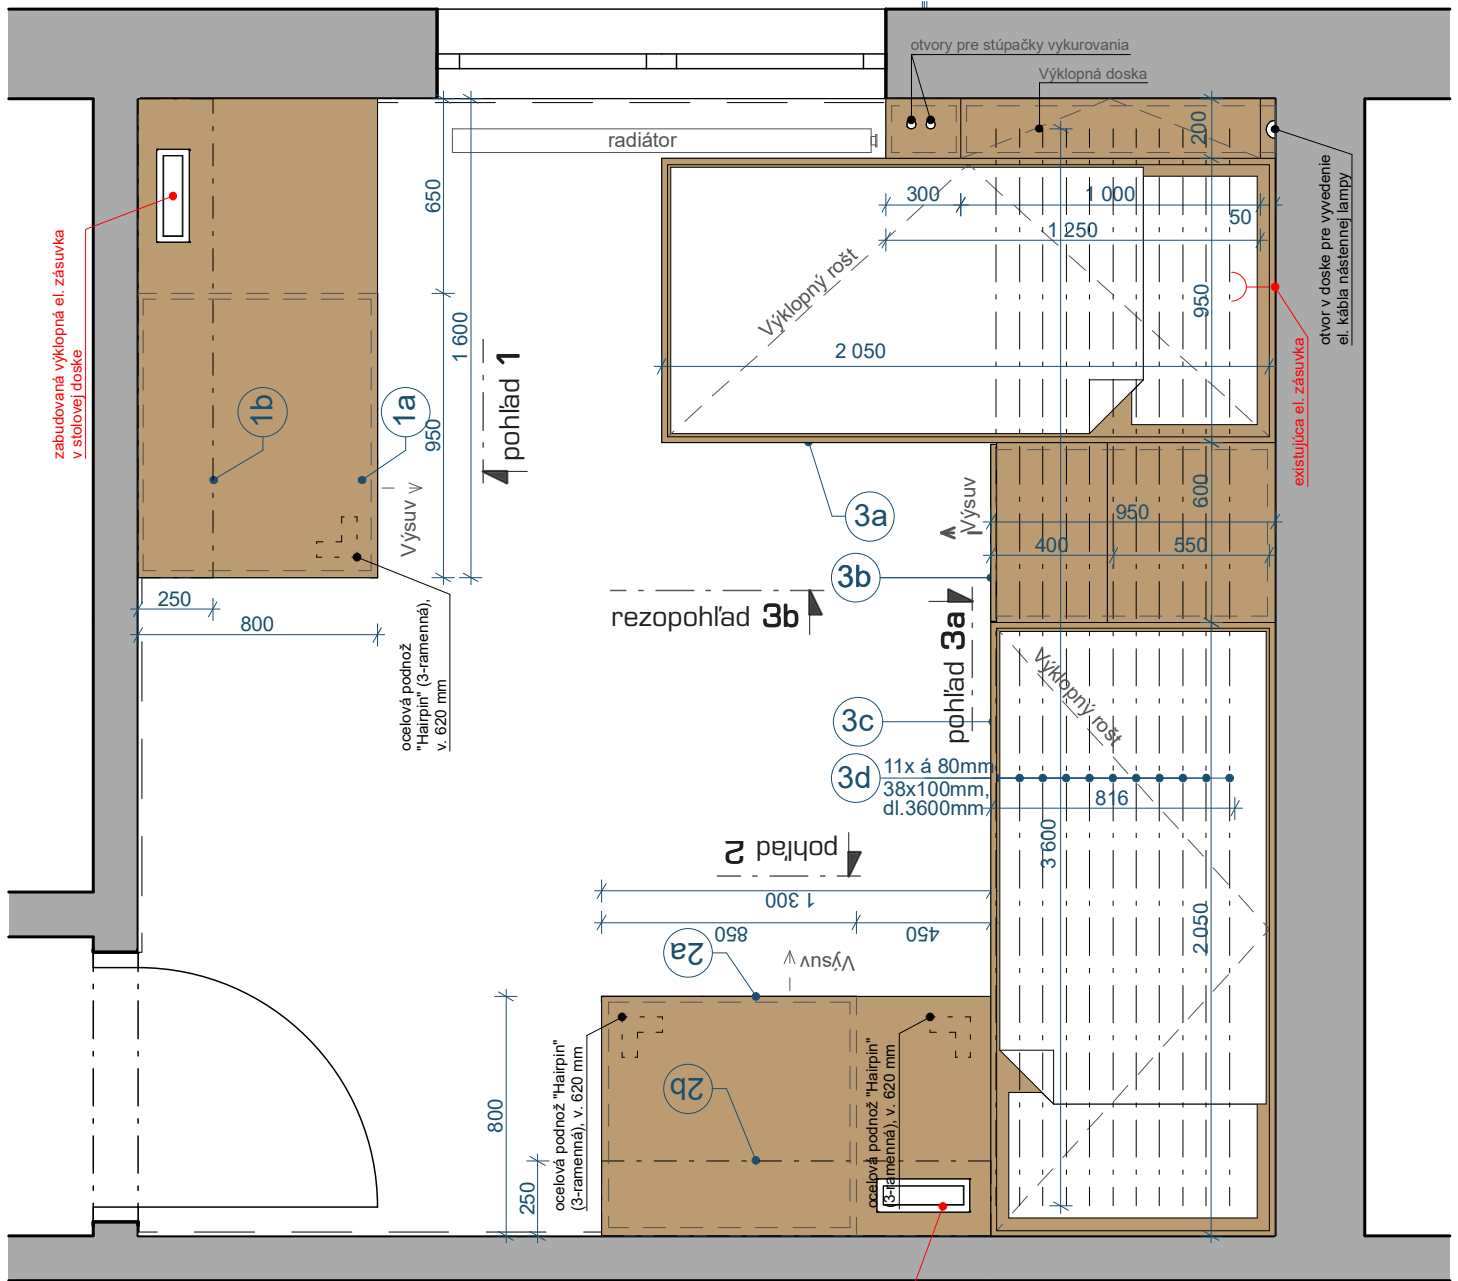 otvory pre stúpačky vykurovania
Výklopná doska
radiátor
200
650
300
1 000
50
1 250
otvor v doske pre vyvedenie
el. kábla nástennej lampy
zabudovaná výklopná el. zásuvka
v stolovej doske
Výklopný rošt
950
1 600
2 050
existujúca el. zásuvka
pohľad 1
1b
1a
950
Výsuv
3a
Výsuv
600
950
400
550
3b
250
800
rezopohľad 3b
pohľad 3a
ocelová podnož
"Hairpin" (3-ramenná),
v. 620 mm
Výklopný rošt
3c
3d
11x á 80mm
38x100mm,
dl.3600mm
816
3 600
pohľad 2
1 300
850
450
2 050
2a
Výsuv
800
ocelová podnož "Hairpin"
(3-ramenná), v. 620 mm
2b
ocelová podnož "Hairpin"
(3-ramenná), v. 620 mm
250